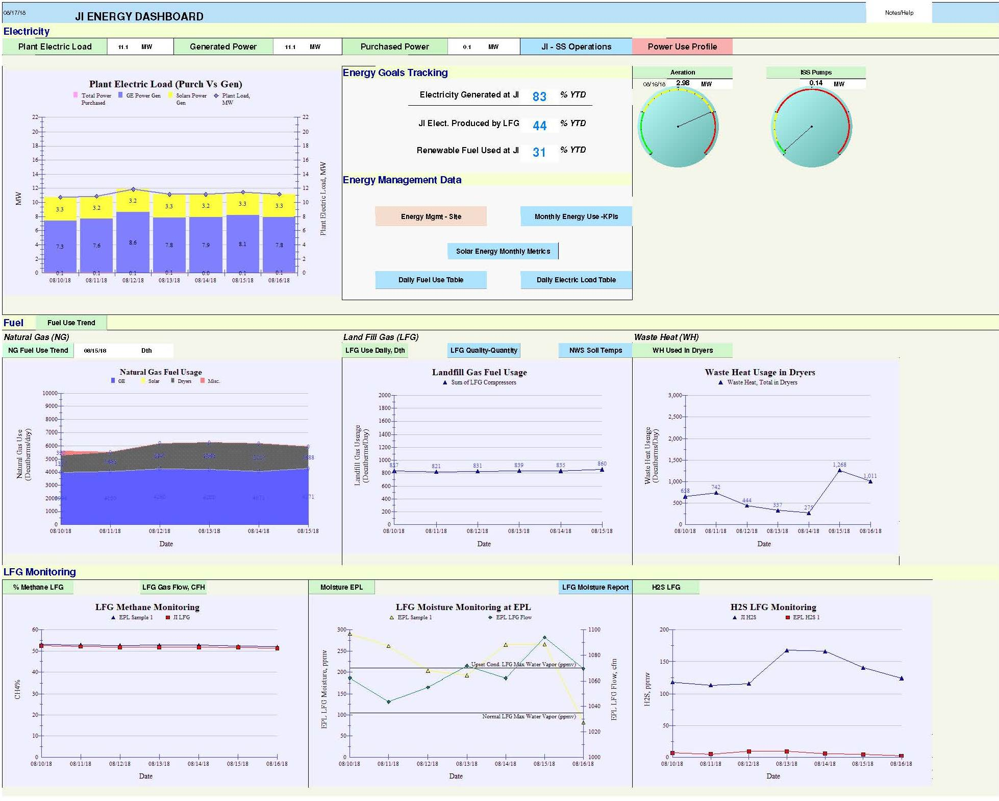 08/17/18
JI ENERGY DASHBOARD
Notes/Help
Electricity
Plant Electric Load 11.1 MW Generated Power 11.1 MW Purchased Power 0.1 MW JI - SS Operations Power Use Profile
Plant Electric Load (Purch Vs Gen)
Total Power Purchased GE Power Gen Solars Power Gen Plant Load, MW
22 22
20 20
18 18
16 16
14 14
12 12
10 10
8 8
6 6
4 4
2 2
0 0
MW
Plant Electric Load, MW
3.3 3.2 3.2 3.3 3.2 3.3 3.3
7.3 7.6 8.6 7.8 7.9 8.1 7.8
0.1 0.1 0.1 0.1 0.0 0.1 0.1
08/10/18 08/11/18 08/12/18 08/13/18 08/14/18 08/15/18 08/16/18
Energy Goals Tracking
Electricity Generated at JI 83 % YTD
JI Elect. Produced by LFG 44 % YTD
Renewable Fuel Used at JI 31 % YTD
Energy Management Data
Energy Mgmt - Site
Monthly Energy Use -KPIs
Solar Energy Monthly Metrics
Daily Fuel Use Table
Daily Electric Load Table
Aeration
08/16/18 2.98 MW
ISS Pumps
0.14 MW
Fuel
Fuel Use Trend
Natural Gas (NG)
NG Fuel Use Trend 08/15/18 Dth
Natural Gas Fuel Usage
GE Solar Dryers Misc.
10000
9000
8000
7000
6000
5000
4000
3000
2000
1000
0
Natural Gas Use
(Decatherms/day)
0 0 0 0 0
4271
08/10/18 08/11/18 08/12/18 08/13/18 08/14/18 08/15/18
Date
Land Fill Gas (LFG)
LFG Use Daily, Dth LFG Quality-Quantity NWS Soil Temps
Landfill Gas Fuel Usage
Sum of LFG Compressors
2000
1800
1600
1400
1200
1000
800
600
400
200
0
Landfill Gas Useage
(Decatherms/Day)
837 821 831 839 835 860
08/10/18 08/11/18 08/12/18 08/13/18 08/14/18 08/15/18
Date
Waste Heat (WH)
WH Used in Dryers
Waste Heat Usage in Dryers
Waste Heat, Total in Dryers
3,000
2,500
2,000
1,500
1,000
500
0
Waste Heat Useage
(Decatherms/Day)
658 742 444 337 275 1,268 1,011
08/10/18 08/11/18 08/12/18 08/13/18 08/14/18 08/15/18 08/16/18
Date
LFG Monitoring
% Methane LFG LFG Gas Flow, CFH
LFG Methane Monitoring
EPL Sample 1 JI LFG
60
50
40
30
20
10
0
CH4%
08/10/18 08/11/18 08/12/18 08/13/18 08/14/18 08/15/18 08/16/18
Date
Moisture EPL LFG Moisture Report
LFG Moisture Monitoring at EPL
EPL Sample 1 EPL LFG Flow
300
250
200
150
100
50
0
EPL LFG Moisture, ppmv
Upset Cond. LFG Max Water Vapor (ppmv)
Normal LFG Max Water Vapor (ppmv)
1100
1080
1060
1040
1020
1000
EPL LFG Flow, cfm
08/10/18 08/11/18 08/12/18 08/13/18 08/14/18 08/15/18 08/16/18
Date
H2S LFG
H2S LFG Monitoring
JI H2S EPL H2S 1
200
150
100
50
0
H2S, ppmv
08/10/18 08/11/18 08/12/18 08/13/18 08/14/18 08/15/18 08/16/18
Date